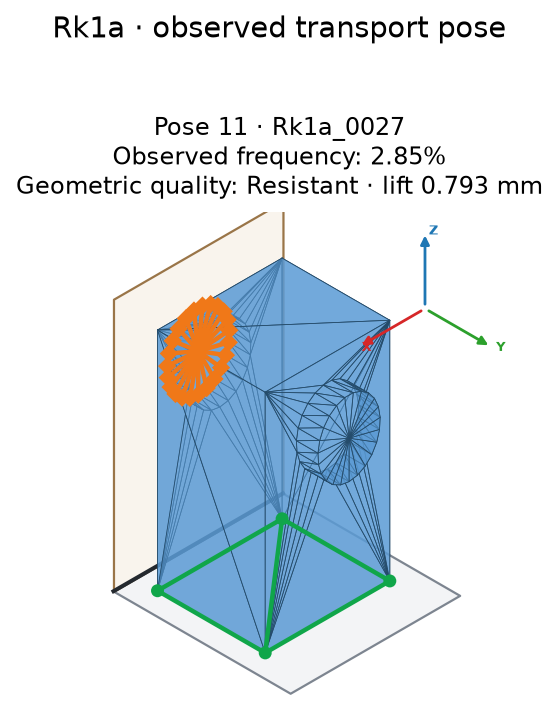 Rk1a · observed transport pose
Pose 11 · Rk1a_0027
Observed frequency: 2.85%
Geometric quality: Resistant · lift 0.793 mm
Z
X
Y